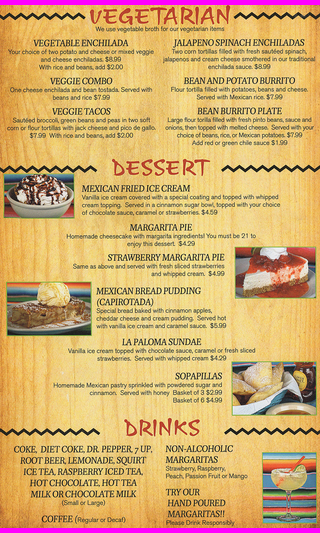 VEGETARIAN
We use vegetable broth for our vegetarian items
VEGETABLE ENCHILADA
Your choice of two potato and cheese or mixed veggie
and cheese enchiladas. $8.99
With rice and beans, add $2.00
VEGGIE COMBO
One cheese enchilada and bean tostada. Served with
beans and rice $7.99
VEGGIE TACOS
Sautéed broccoli, green beans and peas in two soft
corn or flour tortillas with jack cheese and pico de gallo.
$7.99 With rice and beans, add $2.00
JALAPENO SPINACH ENCHILADAS
Two corn tortillas filled with fresh sautéed spinach,
jalapenos and cream cheese smothered in our traditional
enchilada sauce. $8.99
BEAN AND POTATO BURRITO
Flour tortilla filled with potatoes, beans and cheese.
Served with Mexican rice. $7.99
BEAN BURRITO PLATE
Large flour torilla filled with fresh pinto beans, sauce and
onions, then topped with melted cheese. Served with your
choice of beans, rice, or Mexican potatoes. $7.99
Add red or green chile sauce $1.99
DESSERT
MEXICAN FRIED ICE CREAM
Vanilla ice cream covered with a special coating and topped with whipped
cream topping. Served in a cinnamon sugar bowl, topped with your choice
of chocolate sauce, caramel or strawberries. $4.59
MARGARITA PIE
Homemade cheesecake with margarita ingredients! You must be 21 to
enjoy this dessert. $4.29
STRAWBERRY MARGARITA PIE
Same as above and served with fresh sliced strawberries
and whipped cream. $4.99
MEXICAN BREAD PUDDING
(CAPIROTADA)
Special bread baked with cinnamon apples,
cheddar cheese and cream pudding. Served hot
with vanilla ice cream and caramel sauce. $5.99
LA PALOMA SUNDAE
Vanilla ice cream topped with chocolate sauce, caramel or fresh sliced
strawberries. Served with whipped cream $4.29
SOPAPILLAS
Homemade Mexican pastry sprinkled with powdered sugar and
cinnamon. Served with honey Basket of 3 $2.99
Basket of 6 $4.99
DRINKS
COKE, DIET COKE, DR. PEPPER, 7 UP,
ROOT BEER, LEMONADE, SQUIRT
ICE TEA, RASPBERRY ICED TEA,
HOT CHOCOLATE, HOT TEA
MILK OR CHOCOLATE MILK
(Small or Large)
COFFEE (Regular or Decaf)
NON-ALCOHOLIC
MARGARITAS
Strawberry, Raspberry,
Peach, Passion Fruit or Mango
TRY OUR
HAND POURED
MARGARITAS!!
Please Drink Responsibly